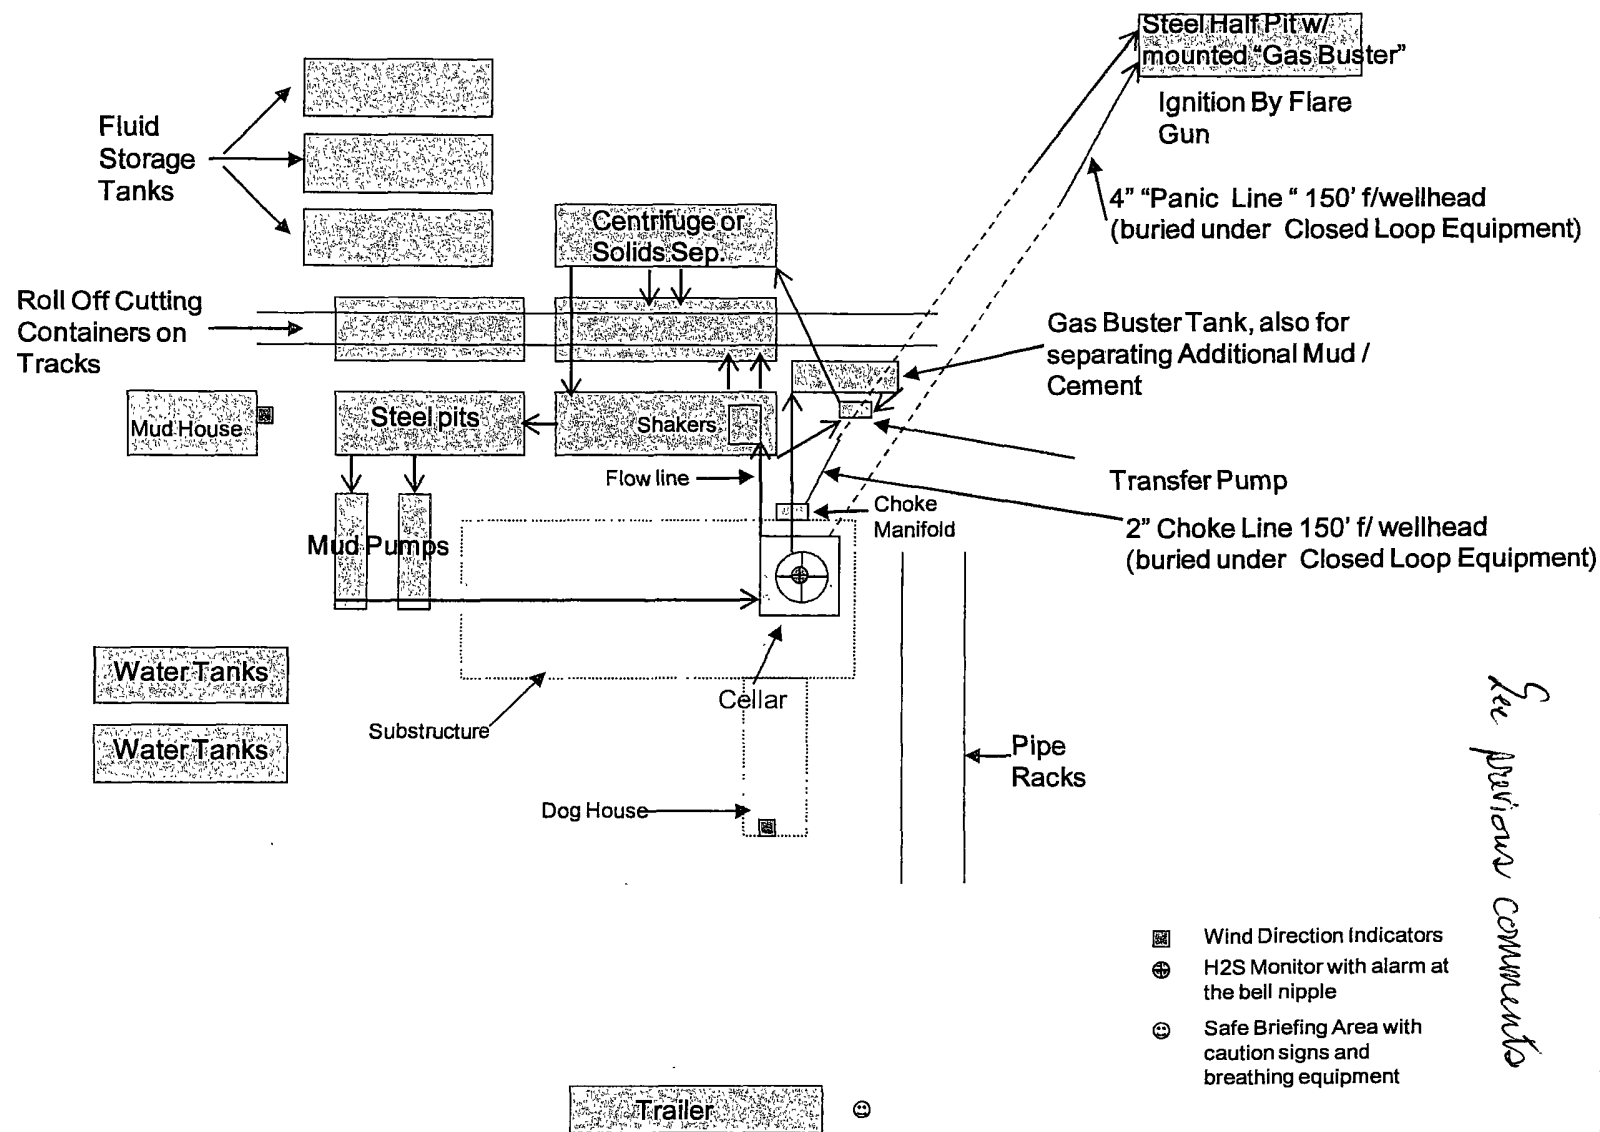 Steel Half Pit w/
mounted “Gas Buster”
Ignition By Flare
Gun
Fluid
Storage
Tanks
4” “Panic Line “ 150’ f/wellhead
(buried under Closed Loop Equipment)
Centrifuge or
Solids Sep.
Roll Off Cutting
Containers on
Tracks
Gas Buster Tank, also for
separating Additional Mud /
Cement
Mud House
Steel pits
Shakers
Flow line
Transfer Pump
Choke
Manifold
2” Choke Line 150’ f/ wellhead
(buried under Closed Loop Equipment)
Mud Pumps
Water Tanks
Cellar
Substructure
Water Tanks
Pipe
Racks
Dog House
See previous comments
Wind Direction Indicators
H2S Monitor with alarm at
the bell nipple
Safe Briefing Area with
caution signs and
breathing equipment
Trailer